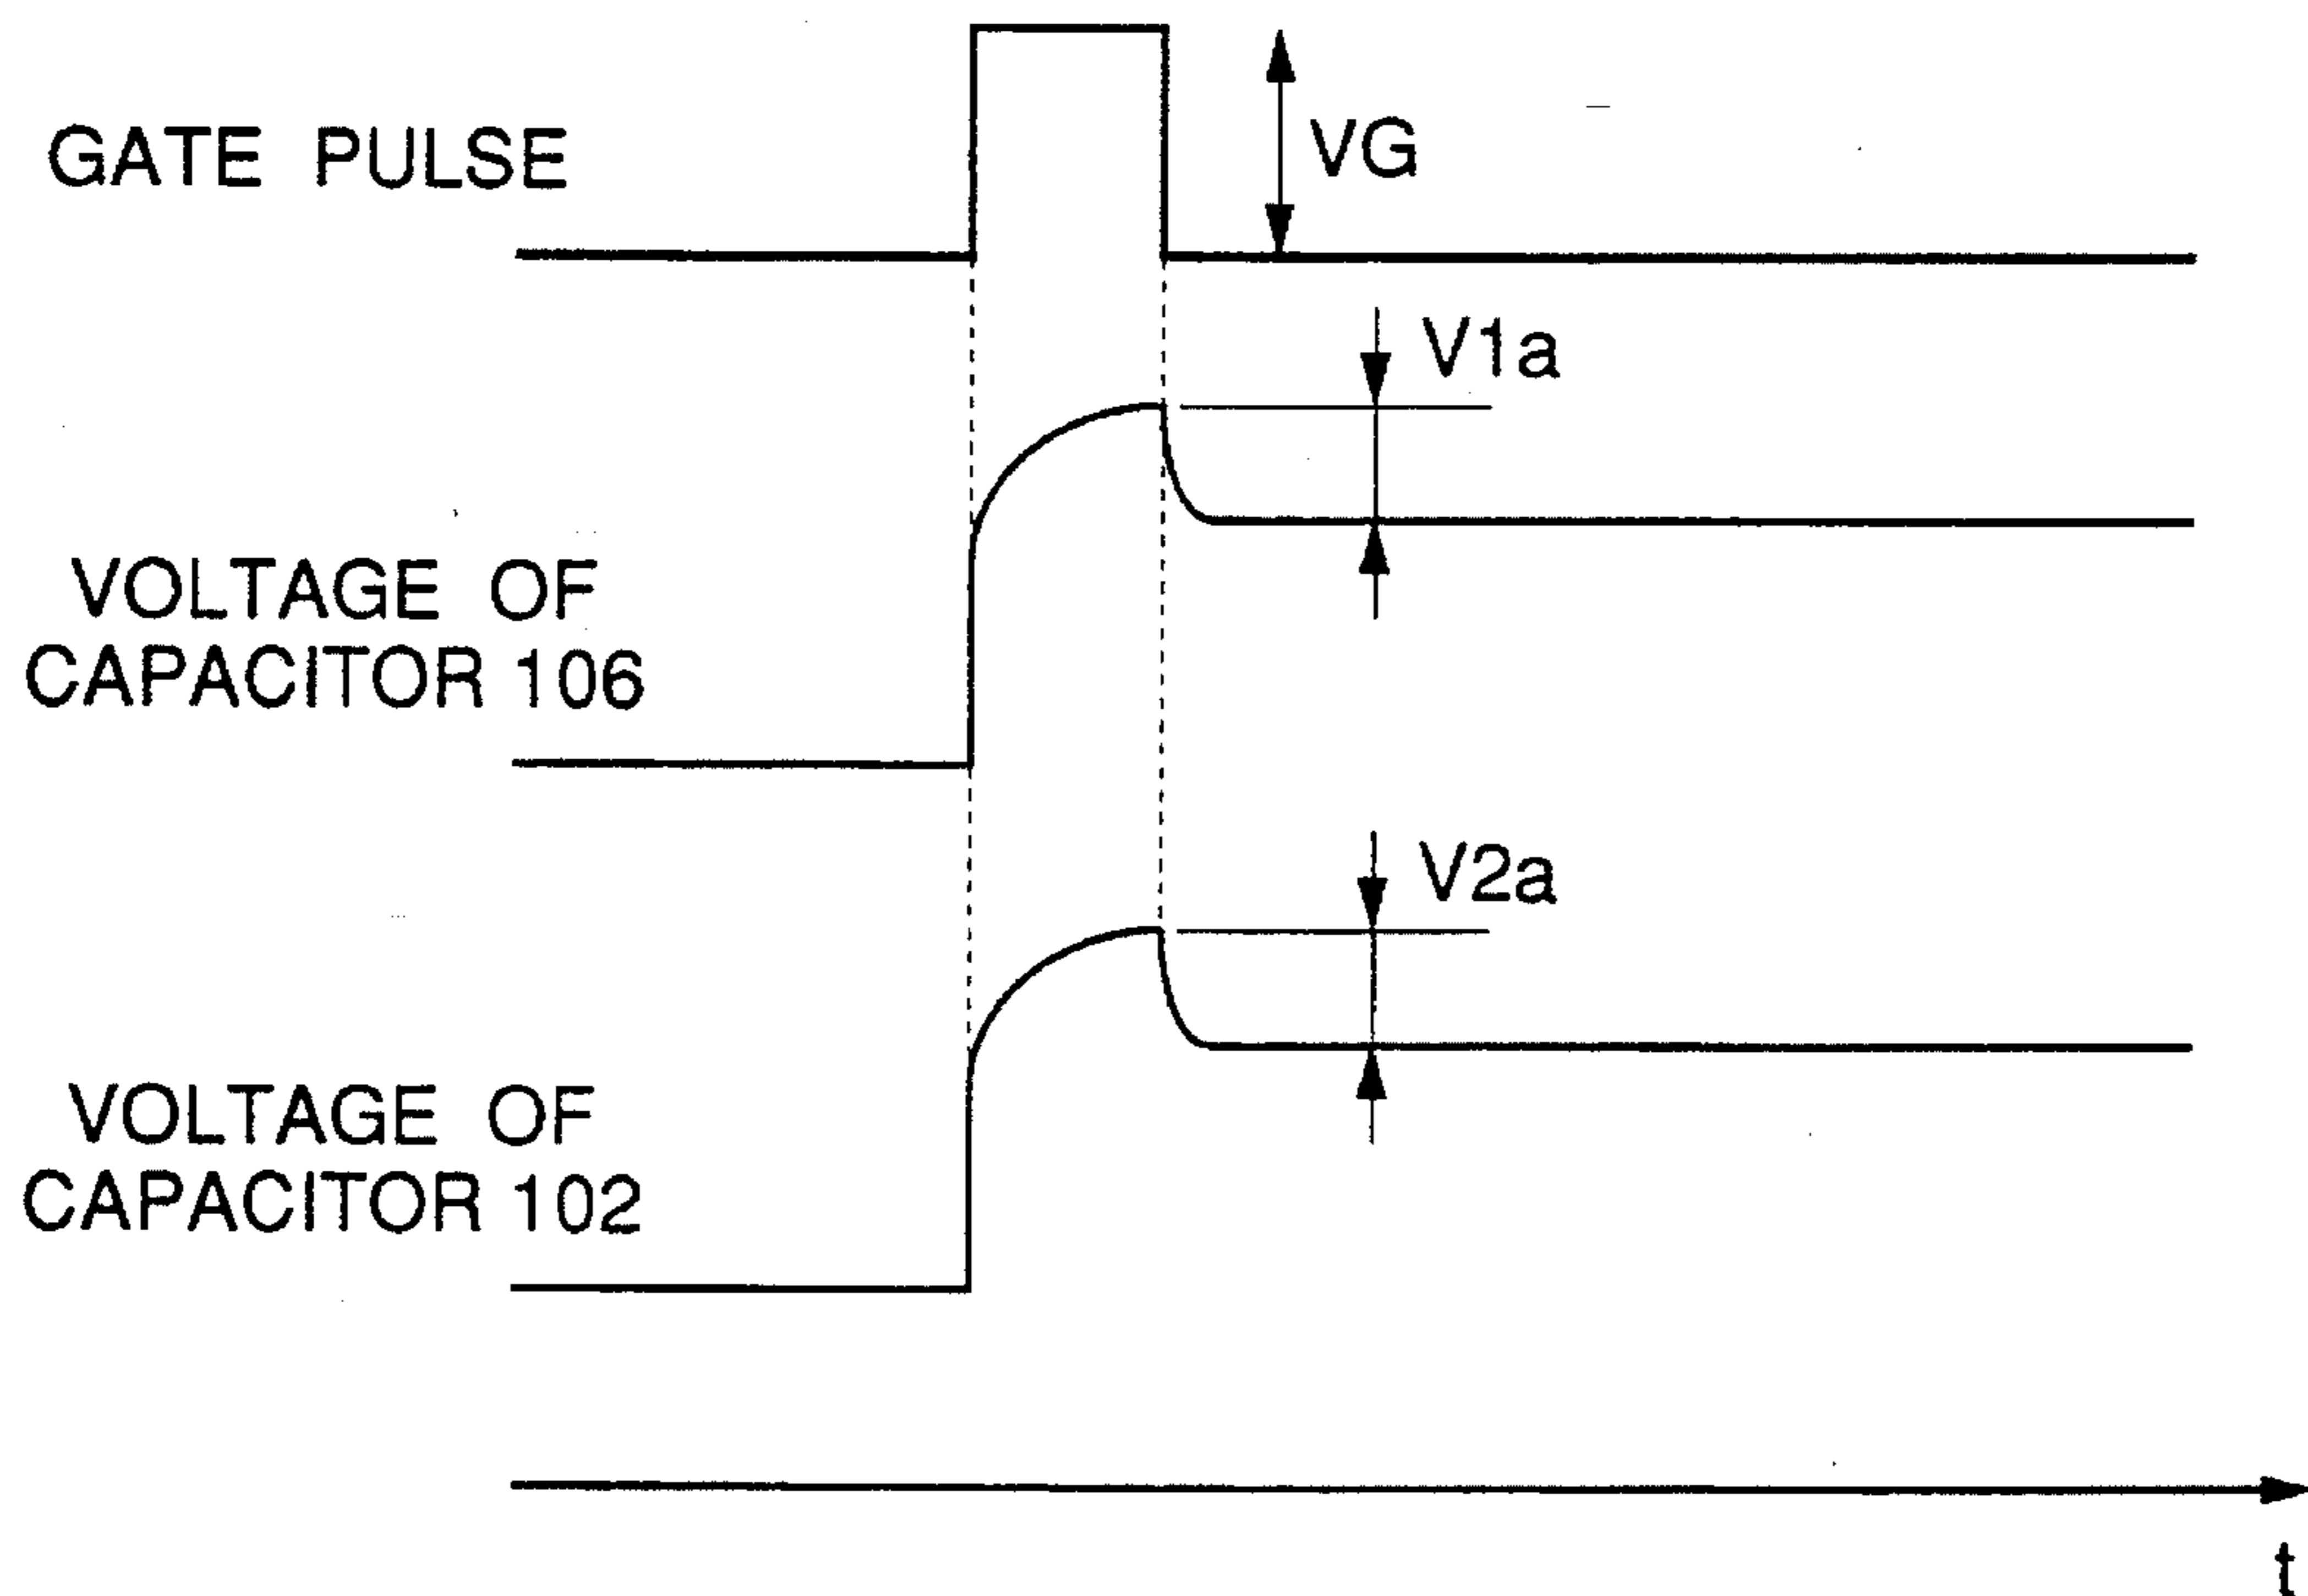 GATE PULSE
VG
V1a
VOLTAGE OF
CAPACITOR 106
V2a
VOLTAGE OF
CAPACITOR 102
t